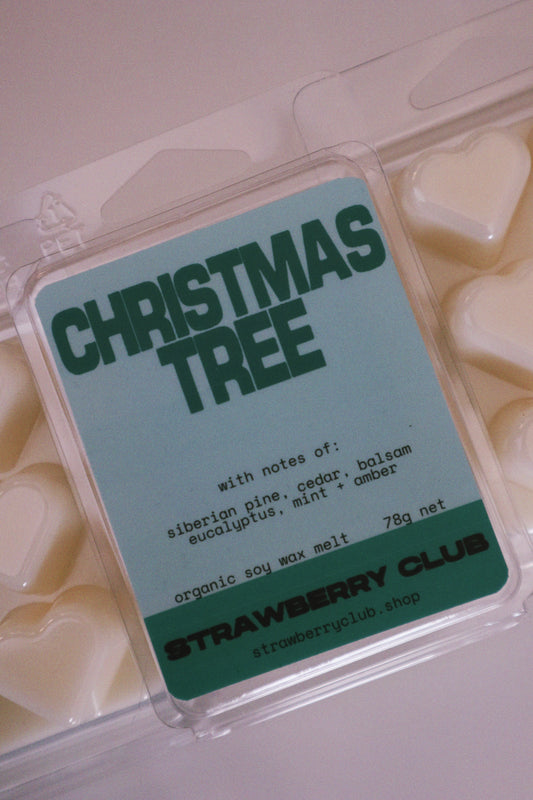 CHRISTMAS
TREE
with notes of:
siberian pine, cedar, balsam
eucalyptus, mint + amber
organic soy wax melt 78g net
STRAWBERRY CLUB
strawberryclub.shop